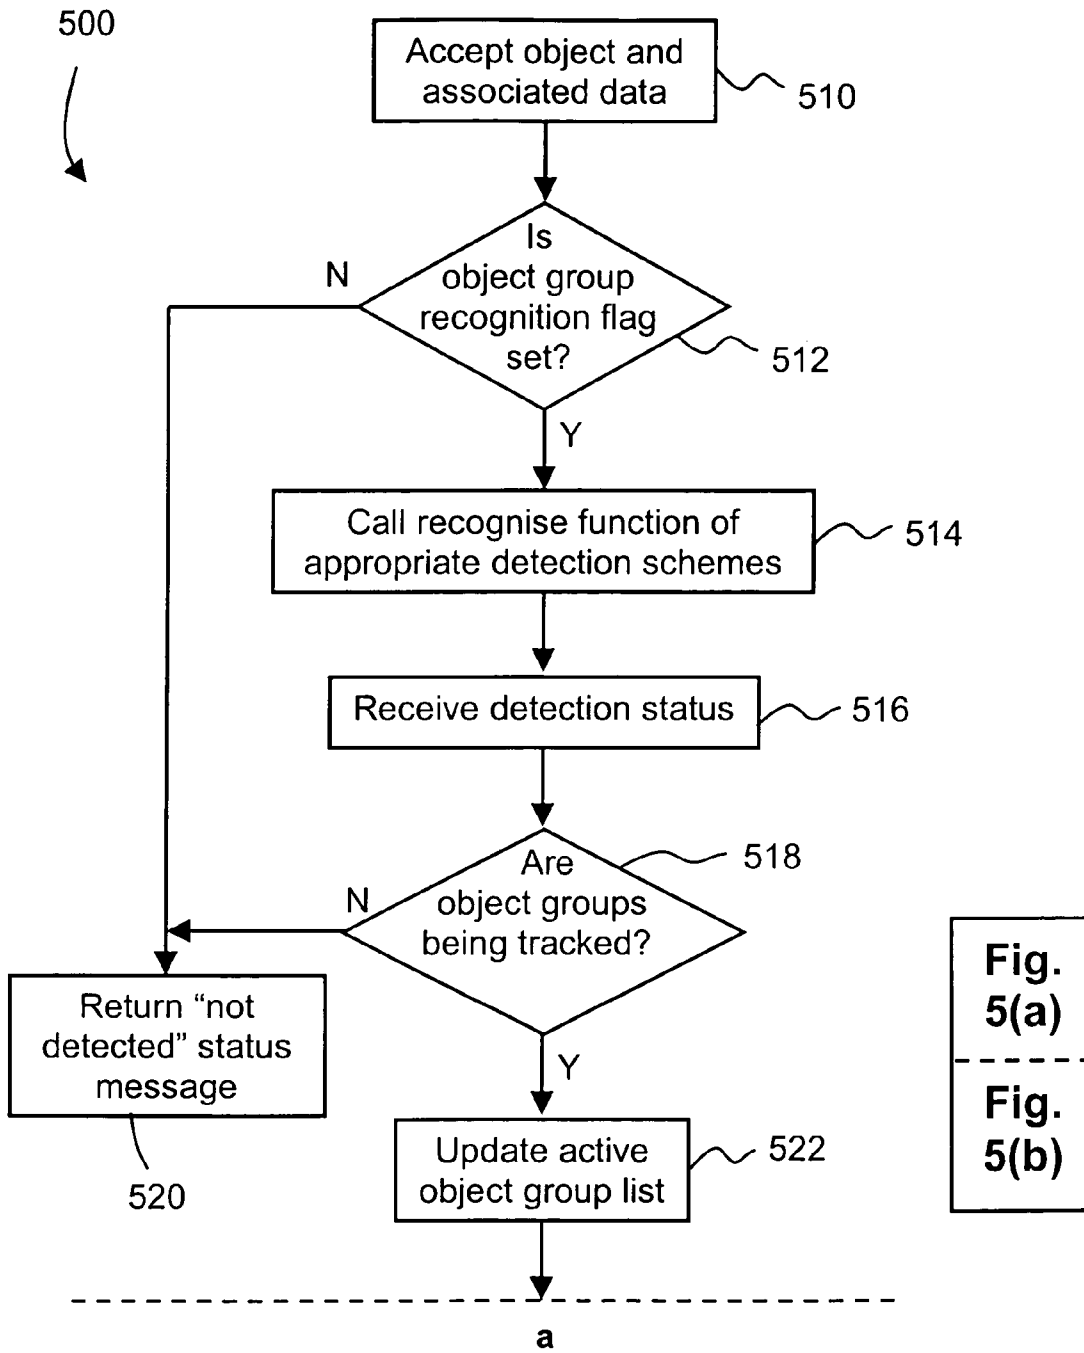 500
Accept object and
associated data
510
Is
object group
recognition flag
set?
N
512
Y
Call recognise function of
appropriate detection schemes
514
Receive detection status
516
Are
object groups
being tracked?
518
N
Return “not
detected” status
message
520
Y
Update active
object group list
522
a
Fig.
5(a)
Fig.
5(b)